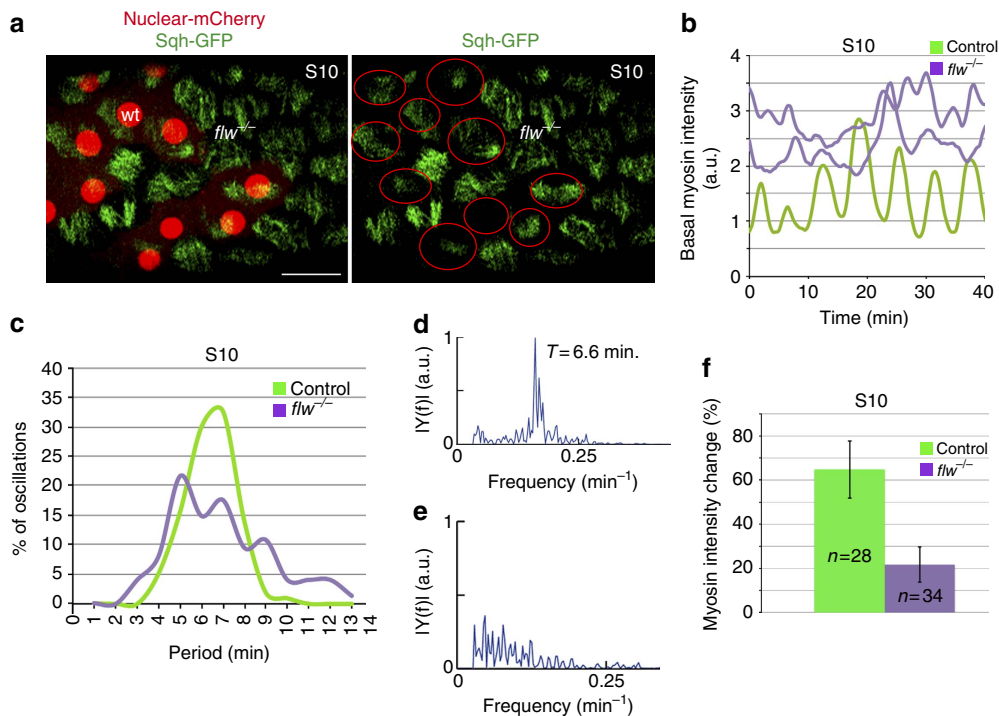 a
Nuclear-mCherry
Sqh-GFP
S10
wt
flw−/−
Sqh-GFP
S10
flw−/−
b
S10
Control
flw−/−
Basal myosin intensity
(a.u.)
4
3
2
1
0
0 10 20 30 40
Time (min)
c
S10
Control
flw−/−
% of oscillations
40
35
30
25
20
15
10
5
0
0 1 2 3 4 5 6 7 8 9 10 11 12 13 14
Period (min)
d
|Y(f)| (a.u.)
1
0
T = 6.6 min.
0 0.25
Frequency (min−1)
e
|Y(f)| (a.u.)
1
0
0 0.25
Frequency (min−1)
f
S10
Control
flw−/−
Myosin intensity change (%)
80
60
40
20
0
n=28
n=34